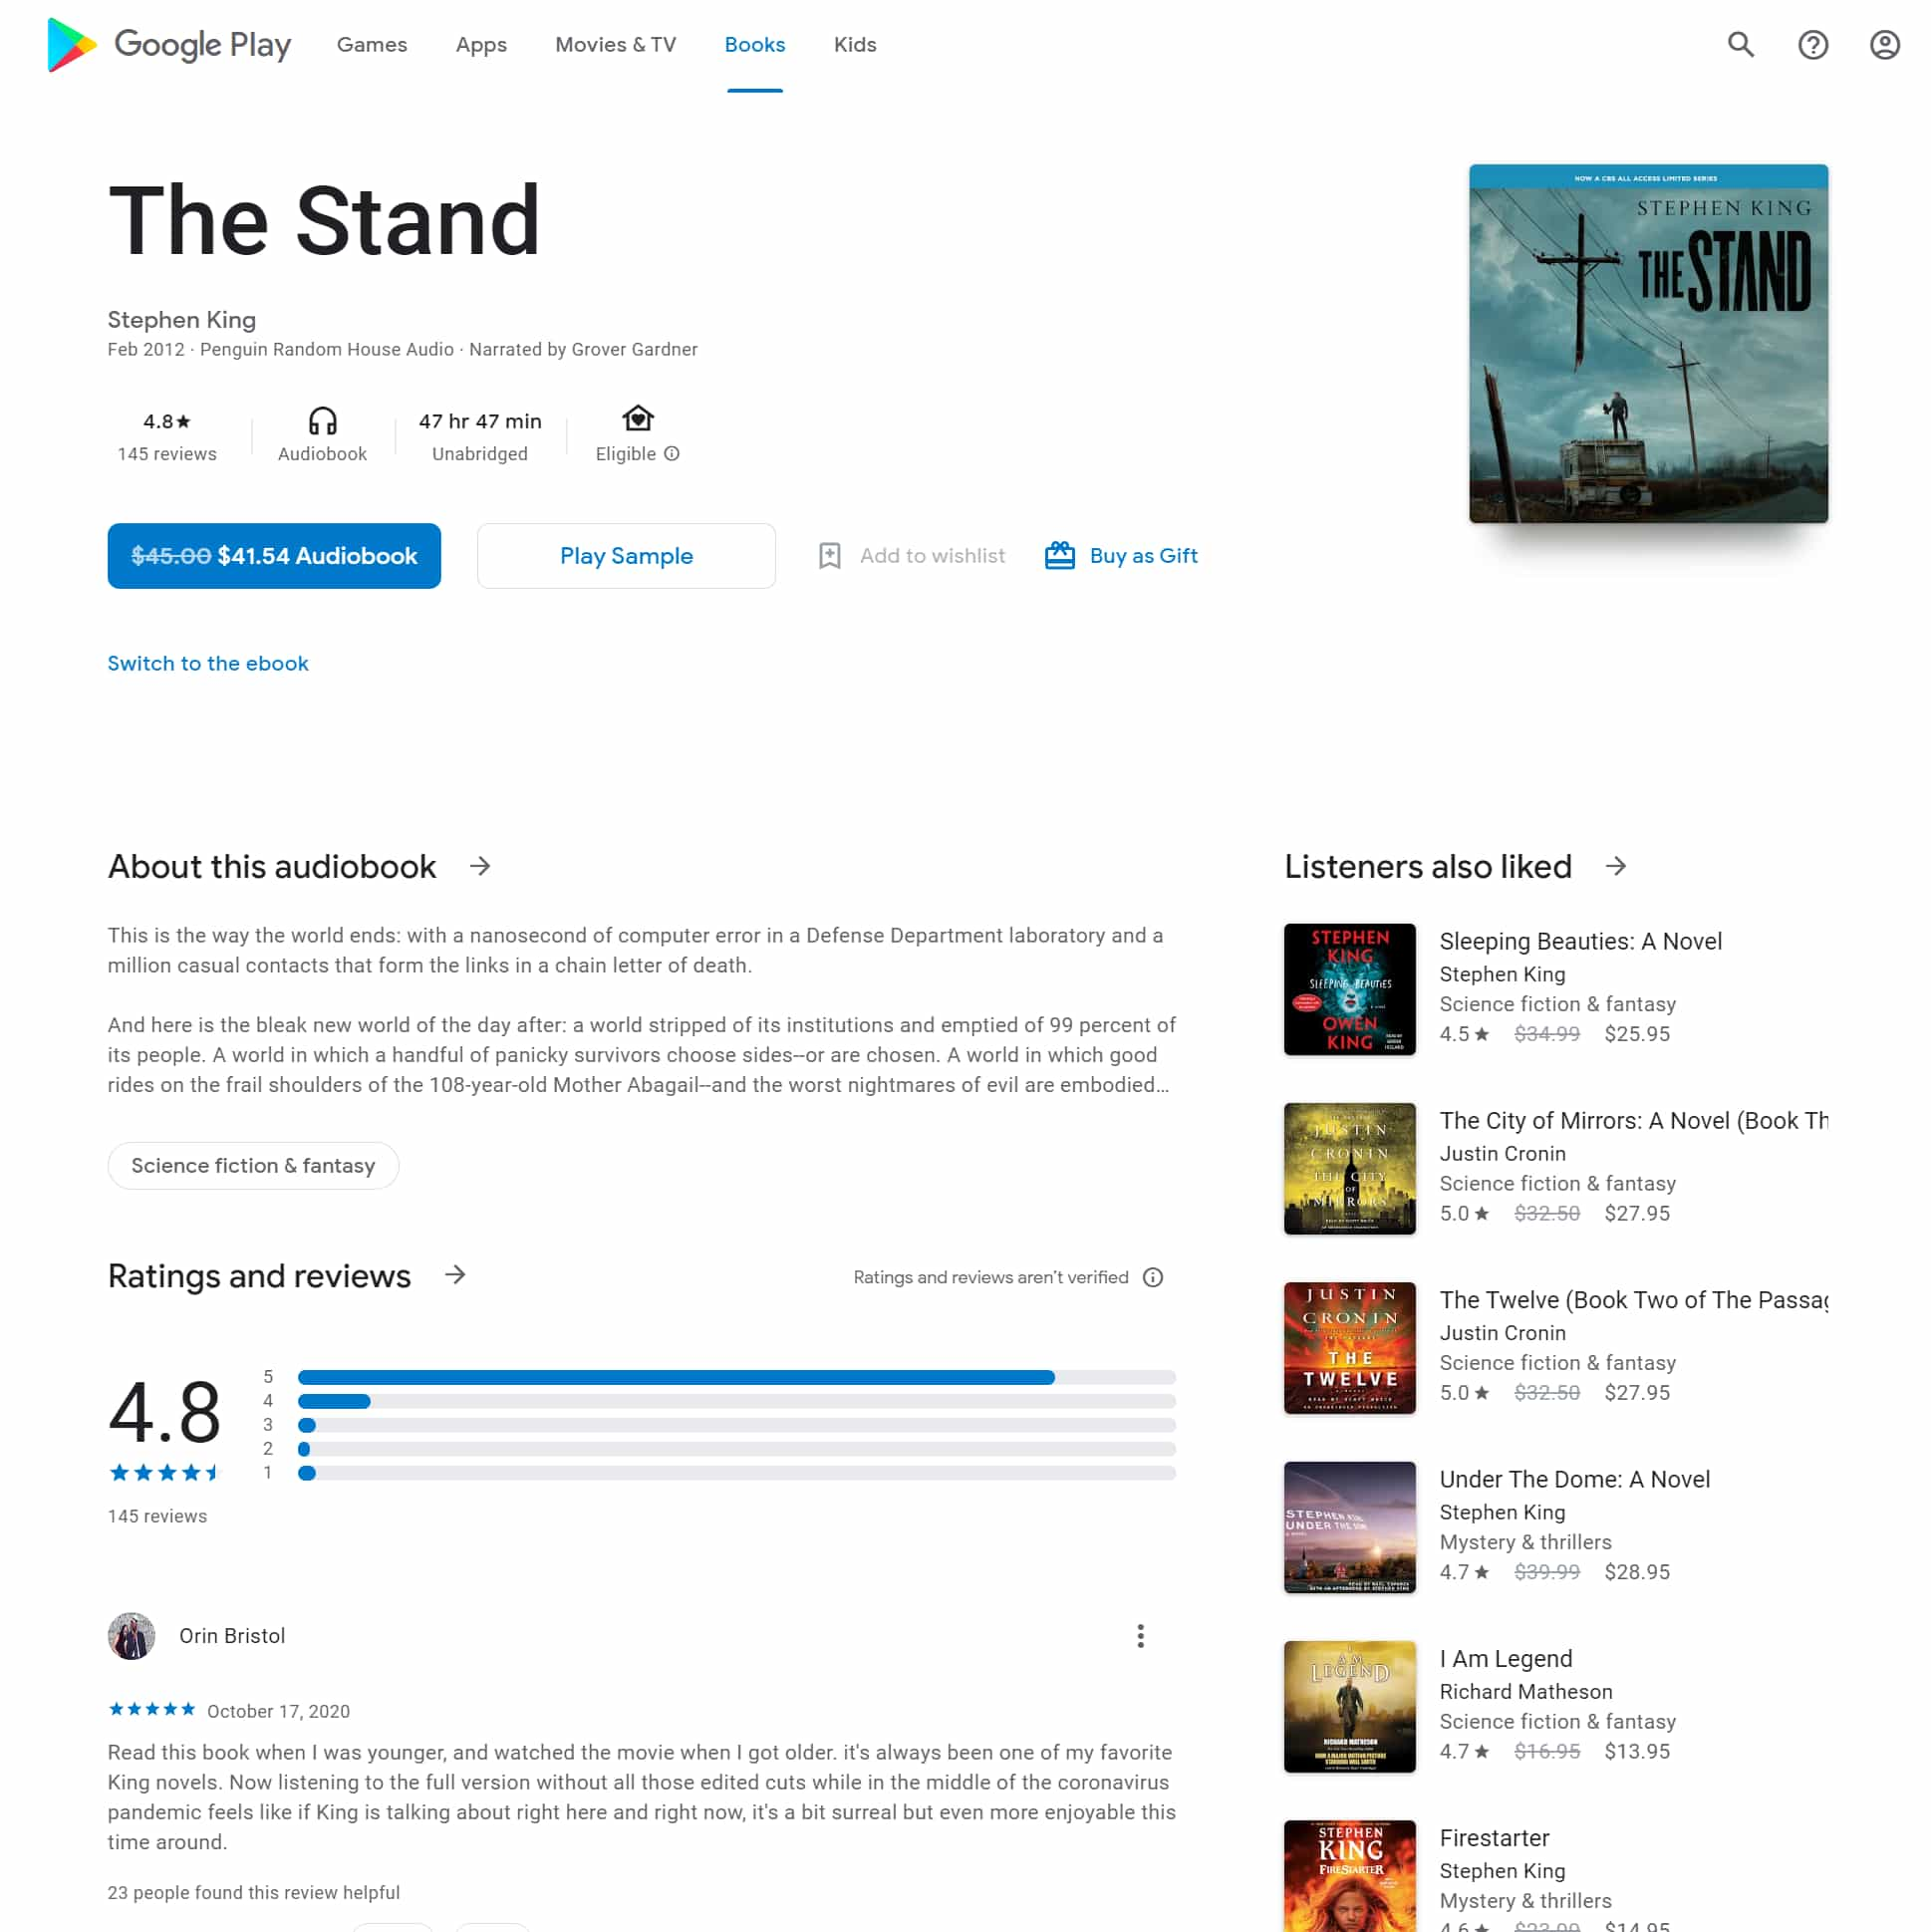 Google Play
Games
Apps
Movies & TV
Books
Kids
The Stand
Stephen King
Feb 2012 · Penguin Random House Audio · Narrated by Grover Gardner
4.8★
145 reviews
Audiobook
47 hr 47 min
Unabridged
Eligible
$45.00 $41.54 Audiobook
Play Sample
Add to wishlist
Buy as Gift
Switch to the ebook
NOW A CBS ALL ACCESS LIMITED SERIES
STEPHEN KING
THE STAND
About this audiobook
This is the way the world ends: with a nanosecond of computer error in a Defense Department laboratory and a
million casual contacts that form the links in a chain letter of death.
And here is the bleak new world of the day after: a world stripped of its institutions and emptied of 99 percent of
its people. A world in which a handful of panicky survivors choose sides--or are chosen. A world in which good
rides on the frail shoulders of the 108-year-old Mother Abagail--and the worst nightmares of evil are embodied...
Science fiction & fantasy
Ratings and reviews
Ratings and reviews aren't verified
4.8
145 reviews
5
4
3
2
1
Orin Bristol
October 17, 2020
Read this book when I was younger, and watched the movie when I got older. it's always been one of my favorite
King novels. Now listening to the full version without all those edited cuts while in the middle of the coronavirus
pandemic feels like if King is talking about right here and right now, it's a bit surreal but even more enjoyable this
time around.
23 people found this review helpful
Listeners also liked
STEPHEN
KING
SLEEPING BEAUTIES
OWEN
KING
Sleeping Beauties: A Novel
Stephen King
Science fiction & fantasy
4.5 ★ $34.99 $25.95
JUSTIN
CRONIN
THE CITY
OF
MIRRORS
The City of Mirrors: A Novel (Book Th
Justin Cronin
Science fiction & fantasy
5.0 ★ $32.50 $27.95
JUSTIN
CRONIN
THE
TWELVE
The Twelve (Book Two of The Passag
Justin Cronin
Science fiction & fantasy
5.0 ★ $32.50 $27.95
STEPHEN KING
UNDER THE DOME
Under The Dome: A Novel
Stephen King
Mystery & thrillers
4.7 ★ $39.99 $28.95
I AM
LEGEND
RICHARD MATHESON
I Am Legend
Richard Matheson
Science fiction & fantasy
4.7 ★ $16.95 $13.95
STEPHEN
KING
FIRESTARTER
Firestarter
Stephen King
Mystery & thrillers
4.6 ★ $23.99 $14.95